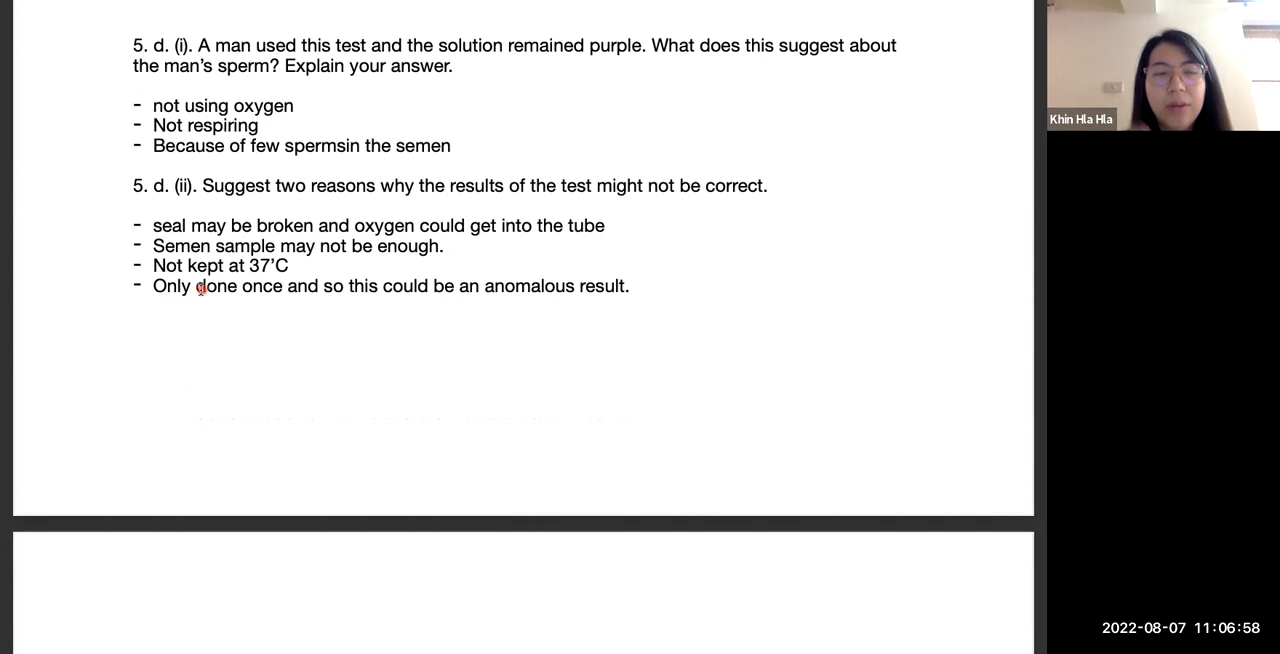 5. d. (i). A man used this test and the solution remained purple. What does this suggest about
the man's sperm? Explain your answer.
- not using oxygen
- Not respiring
- Because of few spermsin the semen
5. d. (ii). Suggest two reasons why the results of the test might not be correct.
- seal may be broken and oxygen could get into the tube
- Semen sample may not be enough.
- Not kept at 37'C
- Only done once and so this could be an anomalous result.
Khin Hla Hla
2022-08-07 11:06:58